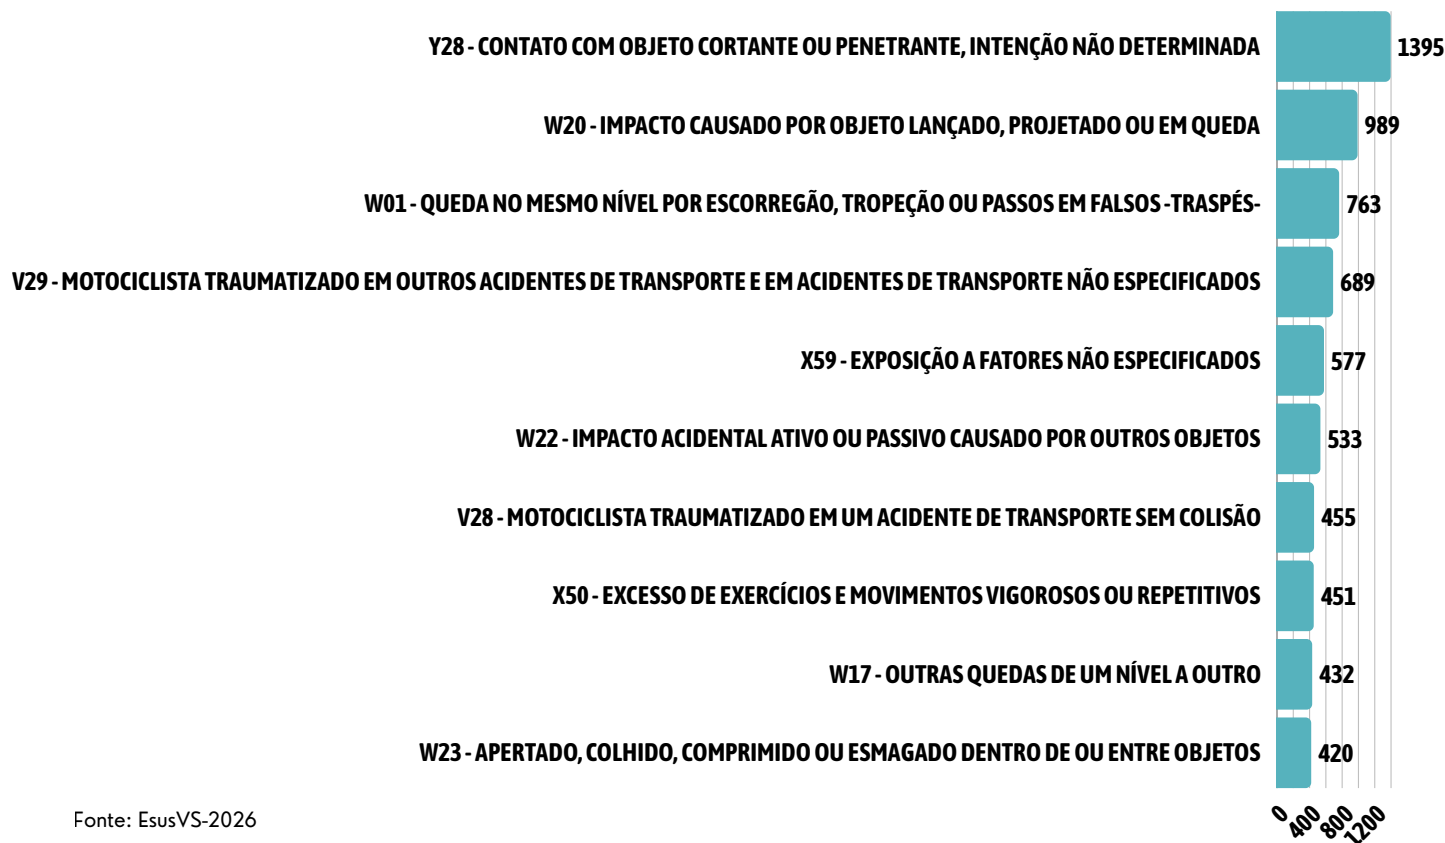 Y28 - CONTATO COM OBJETO CORTANTE OU PENETRANTE, INTENÇÃO NÃO DETERMINADA 1395
W20 - IMPACTO CAUSADO POR OBJETO LANÇADO, PROJETADO OU EM QUEDA 989
W01 - QUEDA NO MESMO NÍVEL POR ESCORREGÃO, TROPEÇÃO OU PASSOS EM FALSOS -TRASPÉS- 763
V29 - MOTOCICLISTA TRAUMATIZADO EM OUTROS ACIDENTES DE TRANSPORTE E EM ACIDENTES DE TRANSPORTE NÃO ESPECIFICADOS 689
X59 - EXPOSIÇÃO A FATORES NÃO ESPECIFICADOS 577
W22 - IMPACTO ACIDENTAL ATIVO OU PASSIVO CAUSADO POR OUTROS OBJETOS 533
V28 - MOTOCICLISTA TRAUMATIZADO EM UM ACIDENTE DE TRANSPORTE SEM COLISÃO 455
X50 - EXCESSO DE EXERCÍCIOS E MOVIMENTOS VIGOROSOS OU REPETITIVOS 451
W17 - OUTRAS QUEDAS DE UM NÍVEL A OUTRO 432
W23 - APERTADO, COLHIDO, COMPRIMIDO OU ESMAGADO DENTRO DE OU ENTRE OBJETOS 420
0 400 800 1200
Fonte: EsusVS-2026